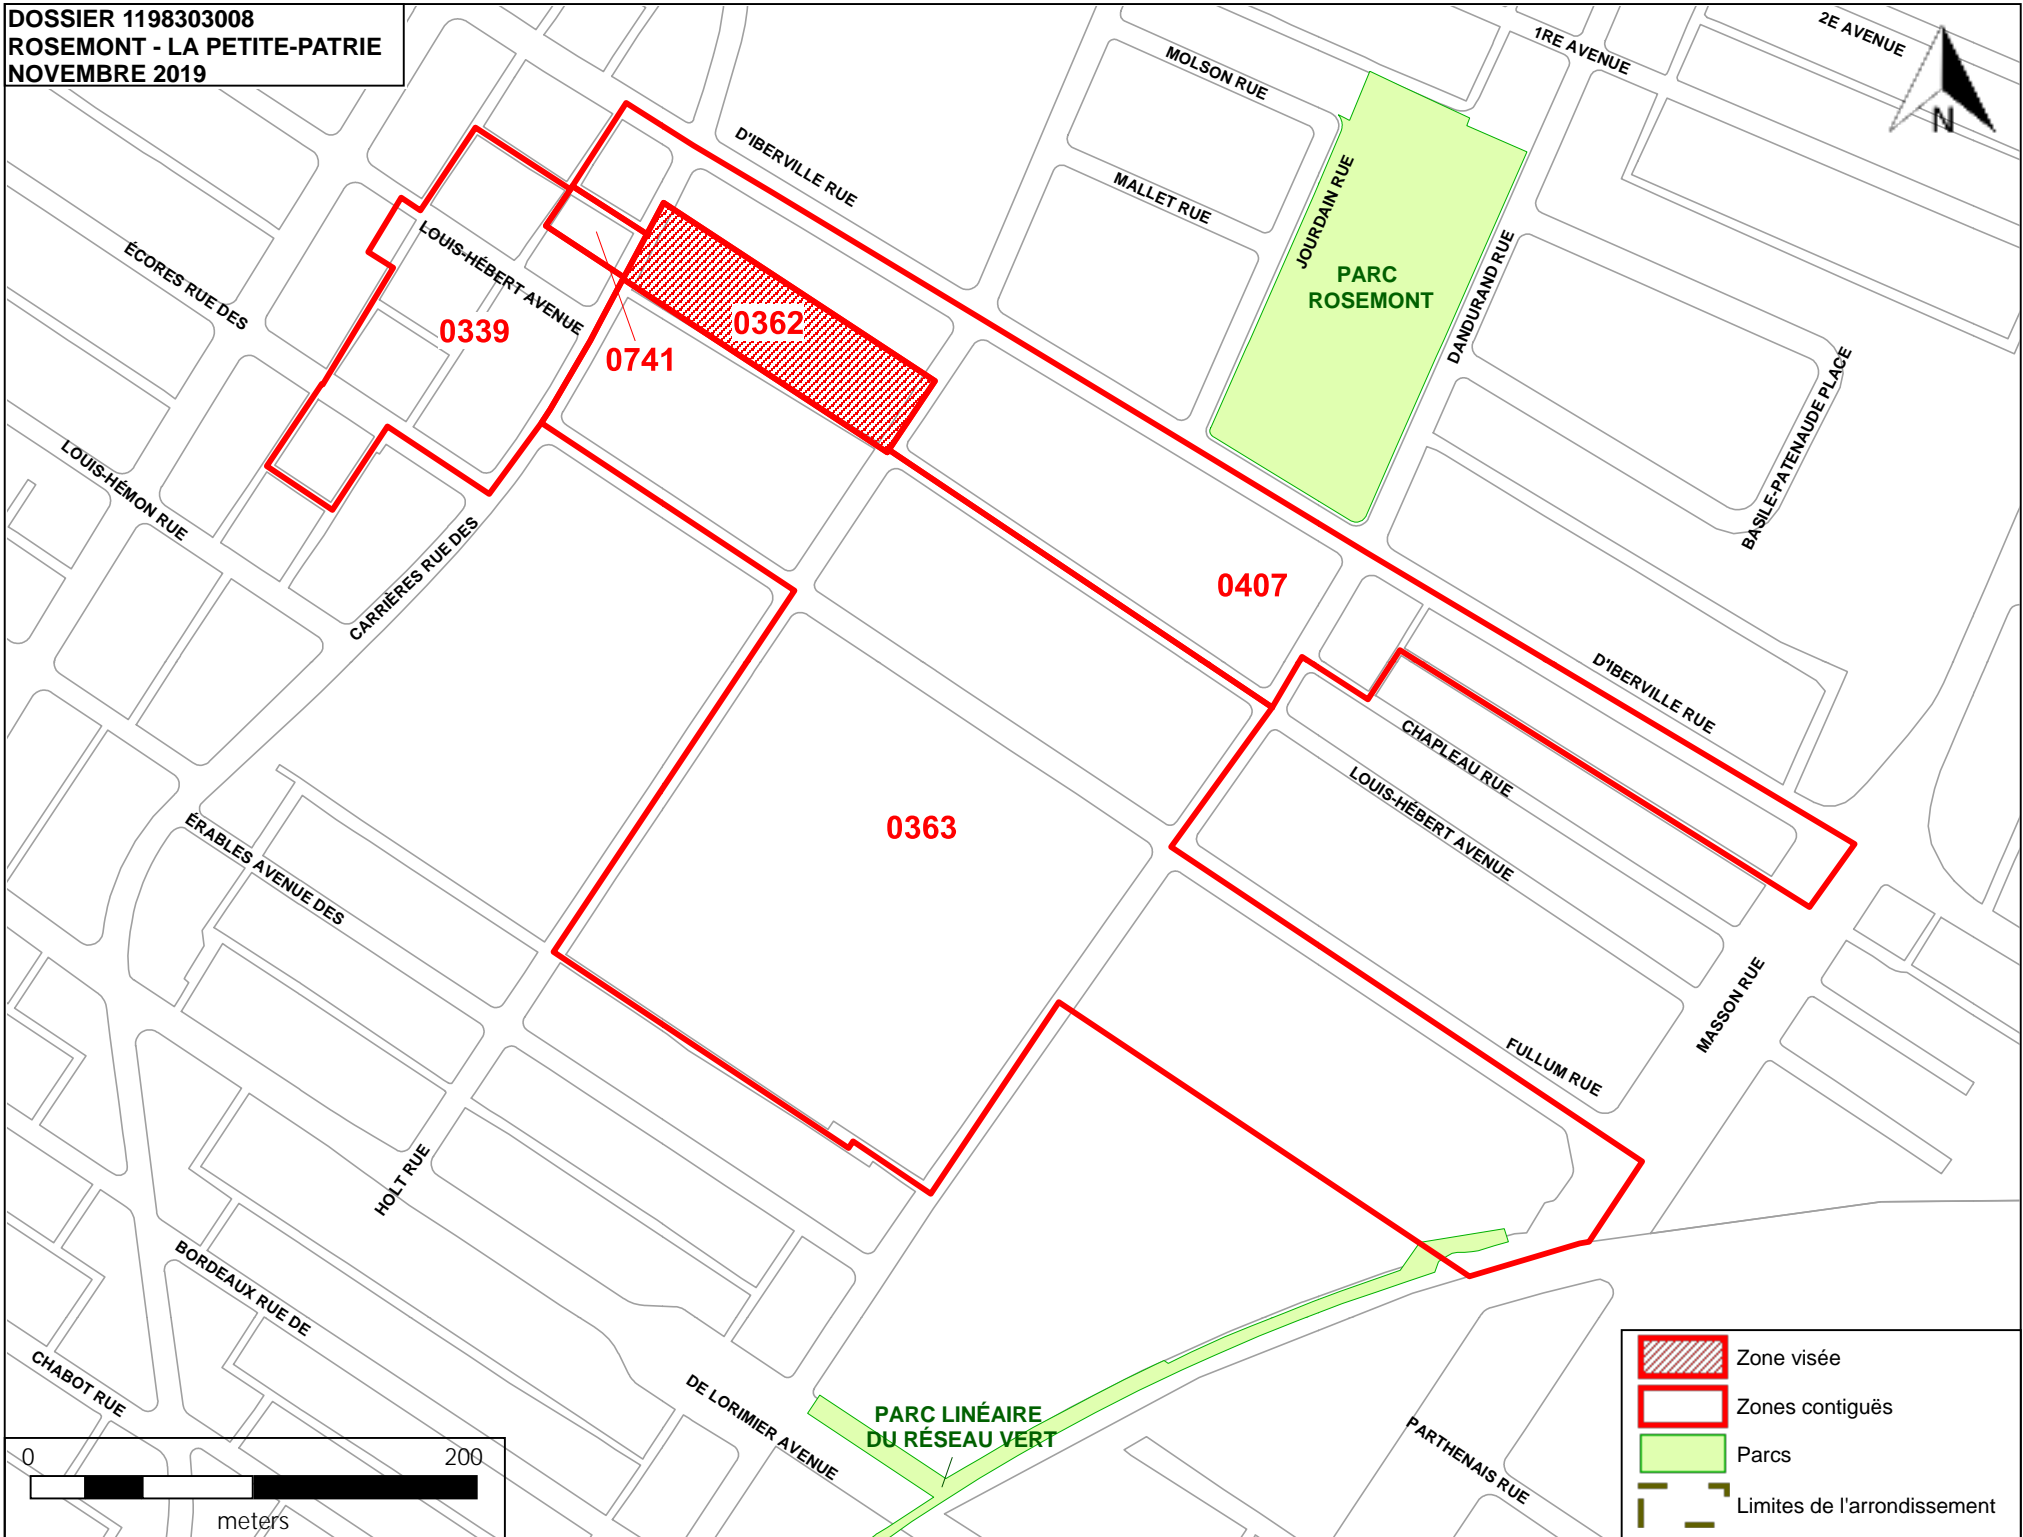 DOSSIER 1198303008
ROSEMONT - LA PETITE-PATRIE
NOVEMBRE 2019
2E AVENUE
1RE AVENUE
MOLSON RUE
N
D'IBERVILLE RUE
MALLET RUE
JOURDAIN RUE
DANDURAND RUE
PARC
ROSEMONT
LOUIS-HÉBERT AVENUE
ÉCORES RUE DES
0339
0741
0362
BASILE-PATENAUDE PLACE
LOUIS-HÉMON RUE
CARRIÈRES RUE DES
0407
D'IBERVILLE RUE
CHAPLEAU RUE
LOUIS-HÉBERT AVENUE
0363
ÉRABLES AVENUE DES
MASSON RUE
FULLUM RUE
HOLT RUE
BORDEAUX RUE DE
CHABOT RUE
DE LORIMIER AVENUE
PARC LINÉAIRE
DU RÉSEAU VERT
PARTHENAIS RUE
0 200
meters
Zone visée
Zones contiguës
Parcs
Limites de l'arrondissement